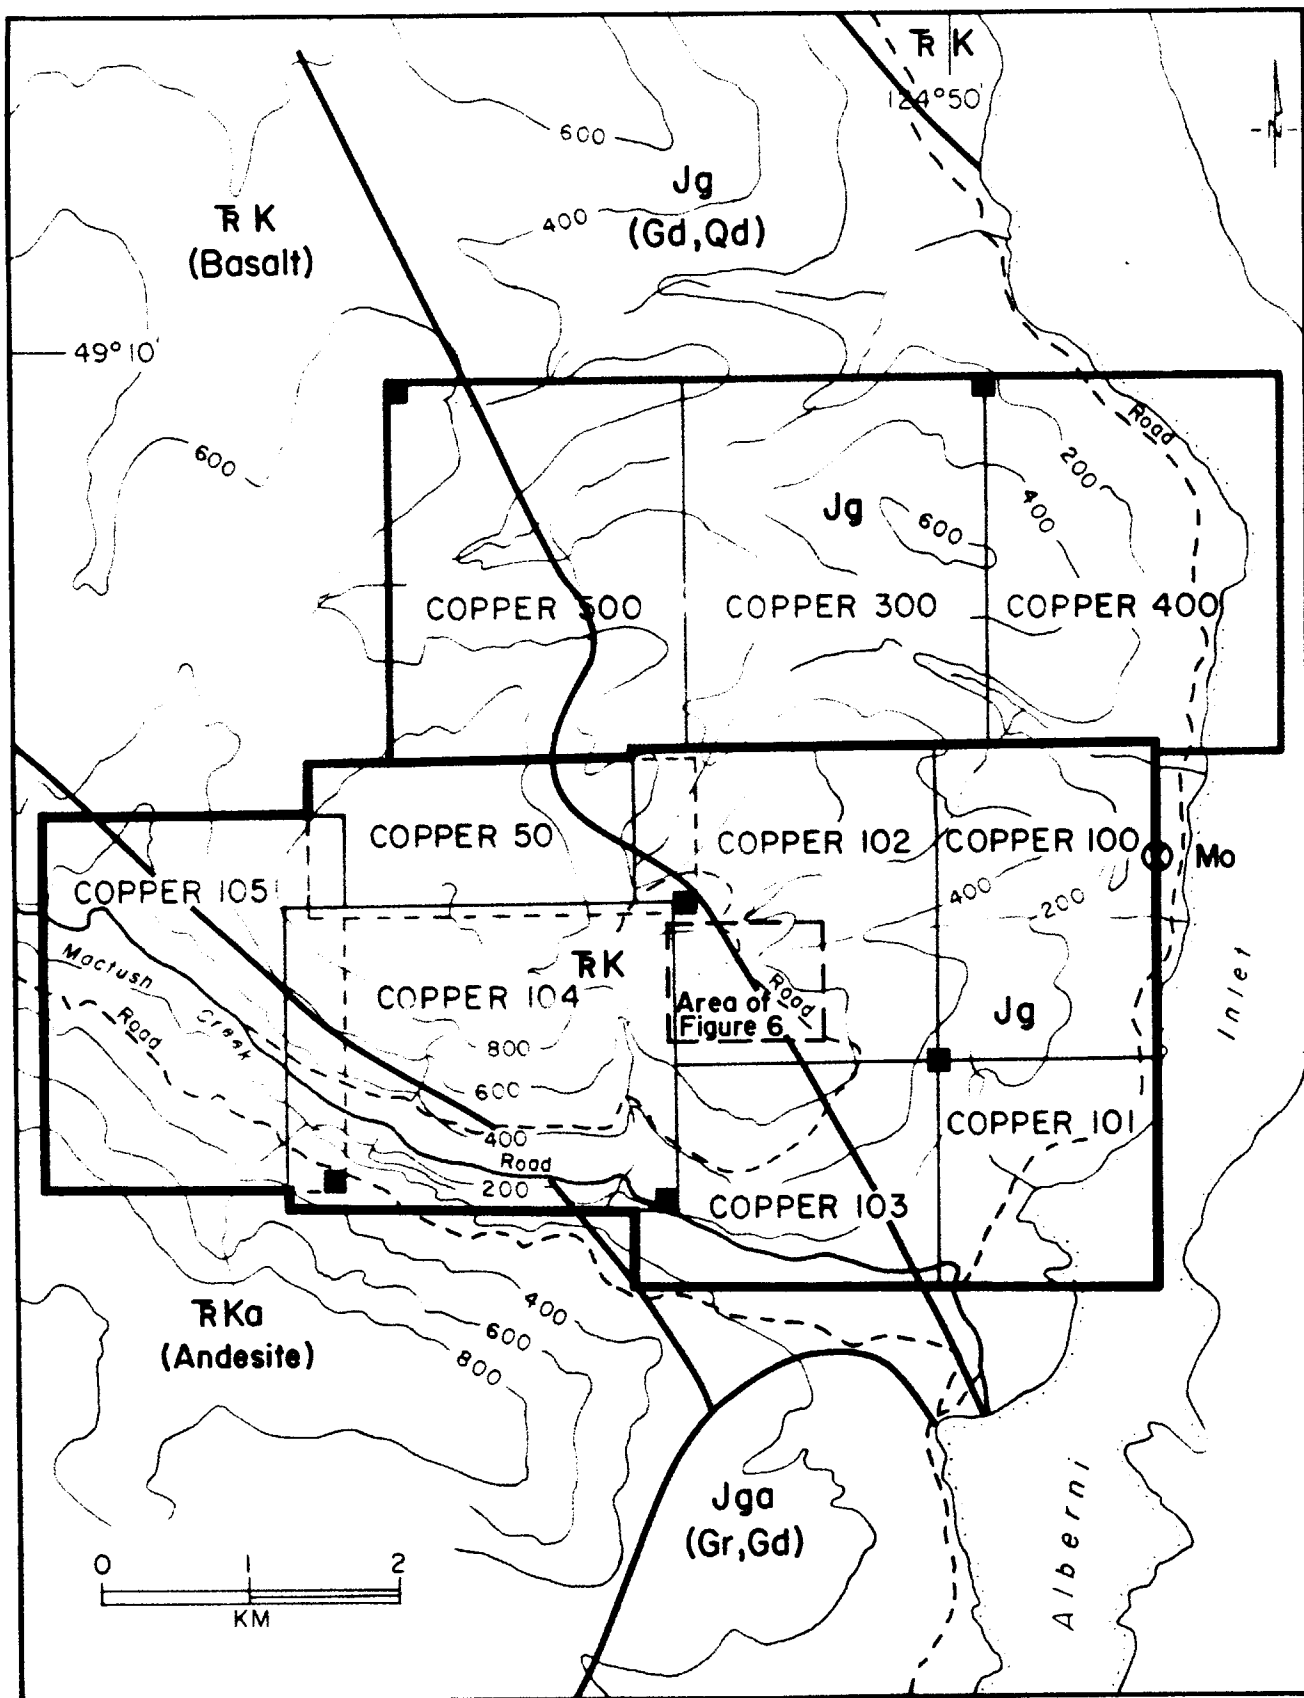 TR K
124°50'
N
600
Jg
(Gd,Qd)
400
TR K
(Basalt)
49°10'
Road
600
200
Jg
600
400
COPPER 500
COPPER 300
COPPER 400
COPPER 50
COPPER 102
COPPER 100
Mo
COPPER 105
400
200
Mactush
Creek
Road
TR K
COPPER 104
Road
Area of
Figure 6
Jg
Inlet
800
600
400
COPPER 101
Road
200
COPPER 103
TR Ka
(Andesite)
400
600
800
Jga
(Gr,Gd)
Alberni
0 1 2
KM